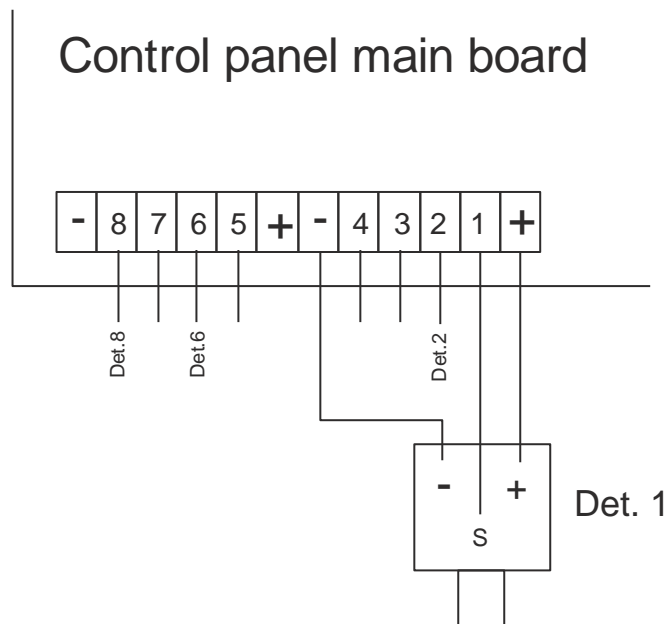 Control panel main board
- 8 7 6 5 + - 4 3 2 1 +
Det.8
Det.6
Det.2
- +
S
Det. 1